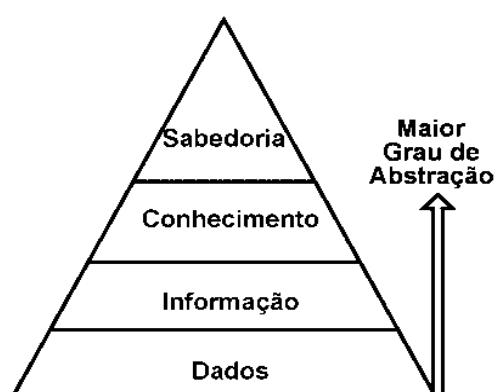 Sabedoria
Maior
Grau de
Abstração
Conhecimento
Informação
Dados